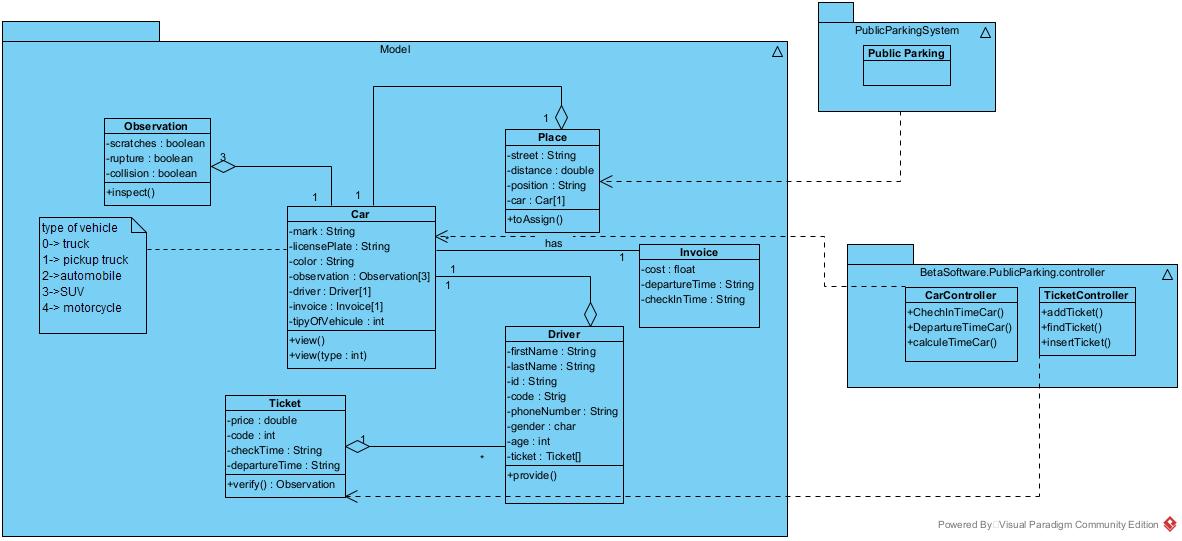 Model
Observation
-scratches : boolean
-rupture : boolean
-collision : boolean
+inspect()
3
1
type of vehicle
0-> truck
1-> pickup truck
2->automobile
3->SUV
4-> motorcycle
1
Car
-mark : String
-licensePlate : String
-color : String
-observation : Observation[3]
-driver : Driver[1]
-invoice : Invoice[1]
-tipyOfVehicule : int
+view()
+view(type : int)
1
Place
-street : String
-distance : double
-position : String
-car : Car[1]
+toAssign()
has
1
Invoice
-cost : float
-departureTime : String
-checkInTime : String
1
1
Driver
-firstName : String
-lastName : String
-id : String
-code : Strig
-phoneNumber : String
-gender : char
-age : int
-ticket : Ticket[]
+provide()
Ticket
-price : double
-code : int
-checkTime : String
-departureTime : String
+verify() : Observation
1
*
PublicParkingSystem
Public Parking
BetaSoftware.PublicParking.controller
CarController
+ChechInTimeCar()
+DepartureTimeCar()
+calculeTimeCar()
TicketController
+addTicket()
+findTicket()
+insertTicket()
Powered By Visual Paradigm Community Edition